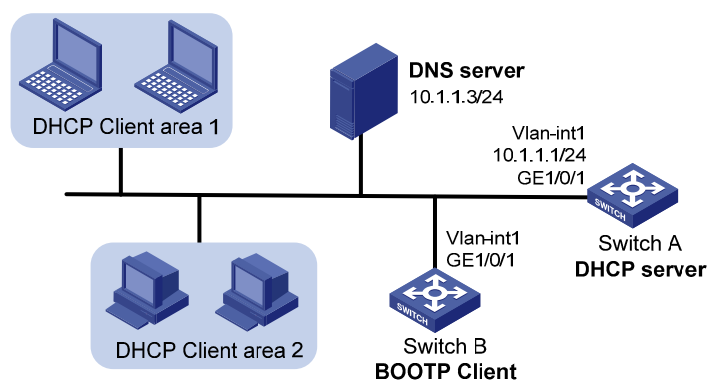 DHCP Client area 1
DNS server
10.1.1.3/24
Vlan-int1
10.1.1.1/24
GE1/0/1
SWITCH
Switch A
DHCP server
Vlan-int1
GE1/0/1
SWITCH
Switch B
BOOTP Client
DHCP Client area 2